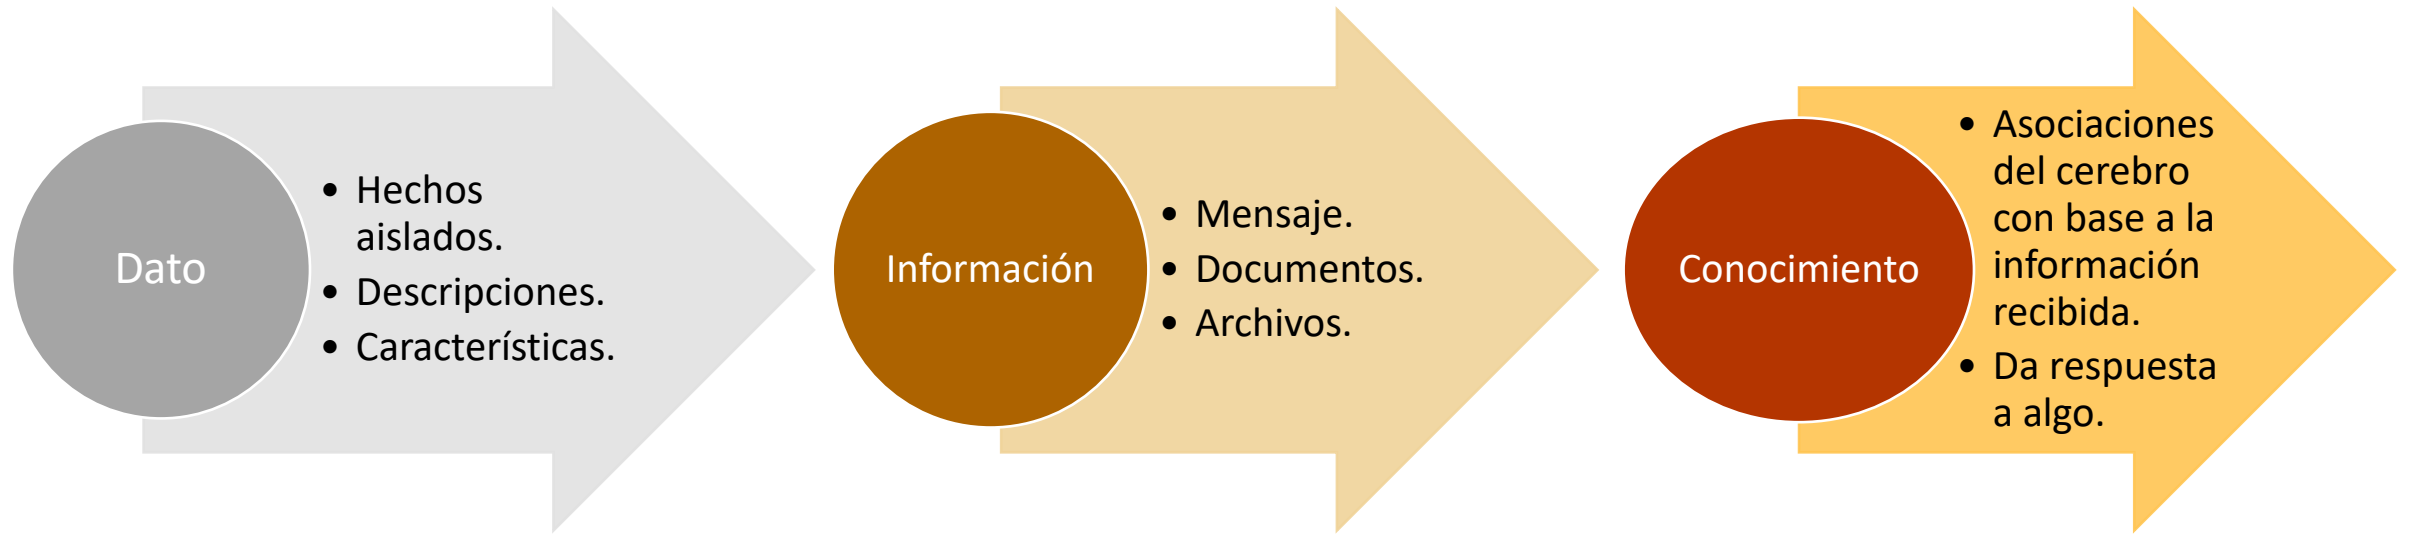 Dato
• Hechos
aislados.
• Descripciones.
• Características.
Información
• Mensaje.
• Documentos.
• Archivos.
Conocimiento
• Asociaciones
del cerebro
con base a la
información
recibida.
• Da respuesta
a algo.